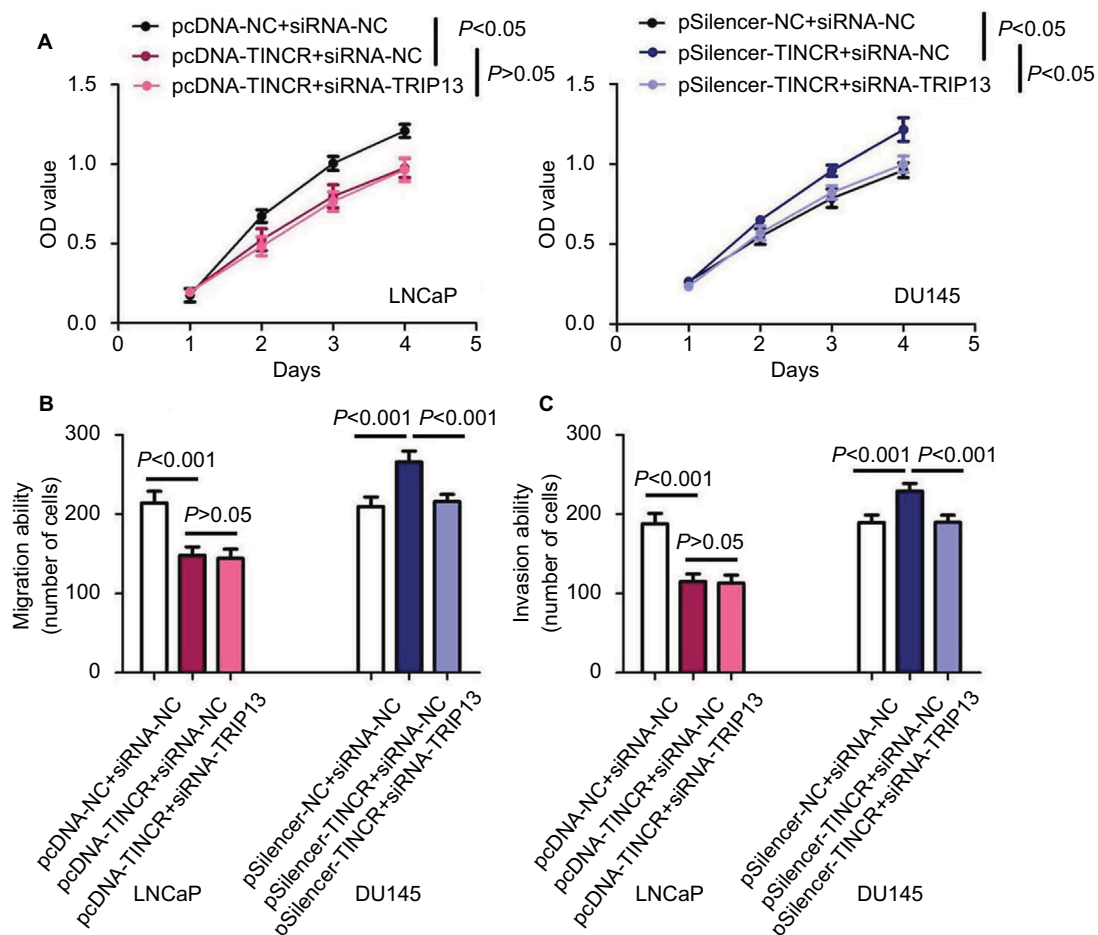 A
pcDNA-NC+siRNA-NC
pcDNA-TINCR+siRNA-NC
pcDNA-TINCR+siRNA-TRIP13
P<0.05
P>0.05
1.5
1.0
0.5
0.0
OD value
0 1 2 3 4 5
Days
LNCaP
pSilencer-NC+siRNA-NC
pSilencer-TINCR+siRNA-NC
pSilencer-TINCR+siRNA-TRIP13
P<0.05
P<0.05
1.5
1.0
0.5
0.0
OD value
0 1 2 3 4 5
Days
DU145
B
300
200
100
0
Migration ability
(number of cells)
P<0.001
P>0.05
P<0.001
P<0.001
pcDNA-NC+siRNA-NC
pcDNA-TINCR+siRNA-NC
pcDNA-TINCR+siRNA-TRIP13
pSilencer-NC+siRNA-NC
pSilencer-TINCR+siRNA-NC
pSilencer-TINCR+siRNA-TRIP13
LNCaP
DU145
C
300
200
100
0
Invasion ability
(number of cells)
P<0.001
P>0.05
P<0.001
P<0.001
pcDNA-NC+siRNA-NC
pcDNA-TINCR+siRNA-NC
pcDNA-TINCR+siRNA-TRIP13
pSilencer-NC+siRNA-NC
pSilencer-TINCR+siRNA-NC
pSilencer-TINCR+siRNA-TRIP13
LNCaP
DU145